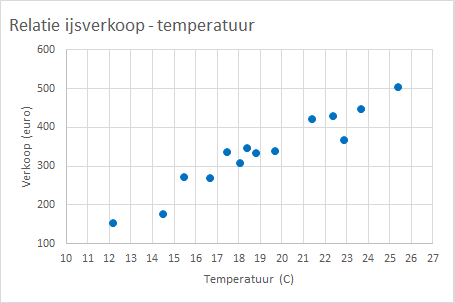 Relatie ijsverkoop - temperatuur
600
500
400
300
200
100
Verkoop (euro)
10 11 12 13 14 15 16 17 18 19 20 21 22 23 24 25 26 27
Temperatuur (C)